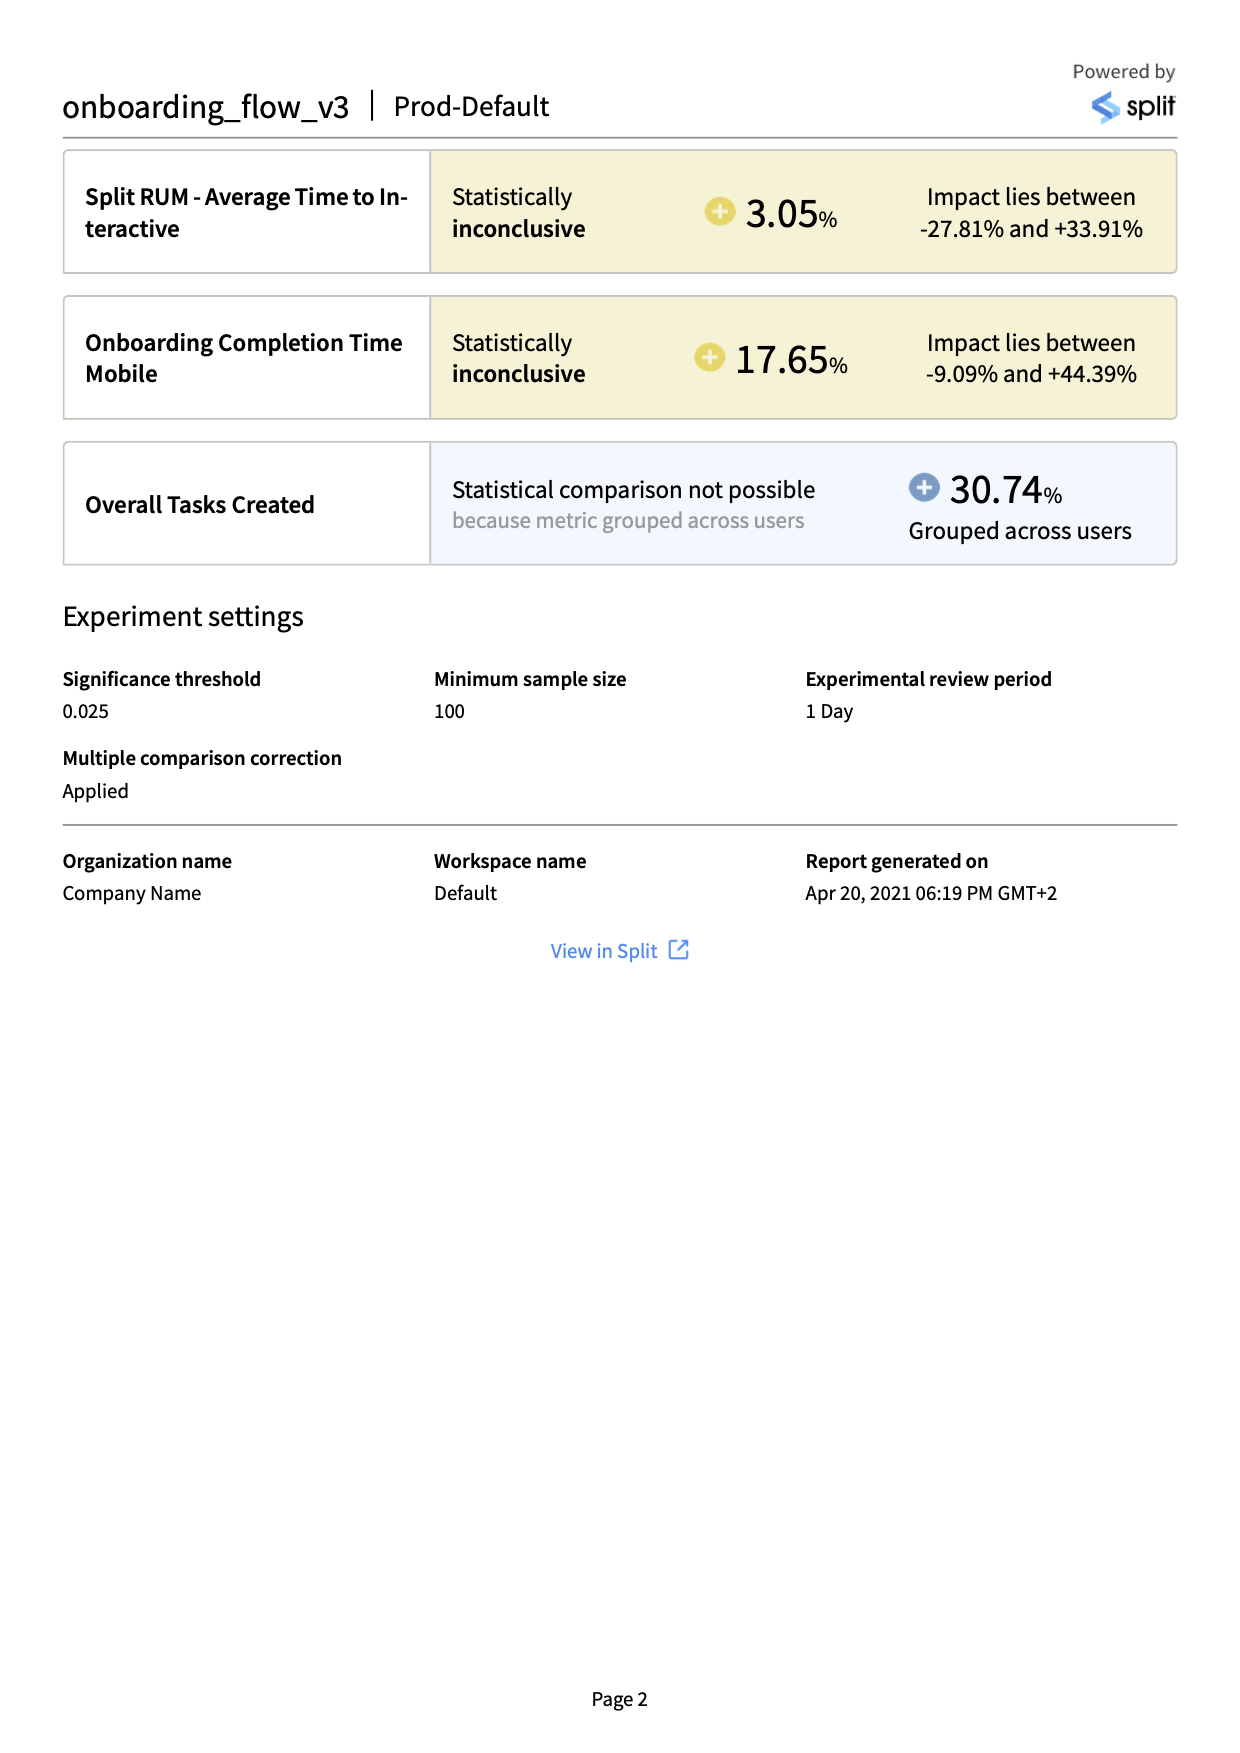 Powered by
onboarding_flow_v3 | Prod-Default
split
Split RUM - Average Time to In-
teractive
Statistically
inconclusive
3.05%
Impact lies between
-27.81% and +33.91%
Onboarding Completion Time
Mobile
Statistically
inconclusive
17.65%
Impact lies between
-9.09% and +44.39%
Overall Tasks Created
Statistical comparison not possible
because metric grouped across users
30.74%
Grouped across users
Experiment settings
Significance threshold
0.025
Minimum sample size
100
Experimental review period
1 Day
Multiple comparison correction
Applied
Organization name
Company Name
Workspace name
Default
Report generated on
Apr 20, 2021 06:19 PM GMT+2
View in Split
Page 2